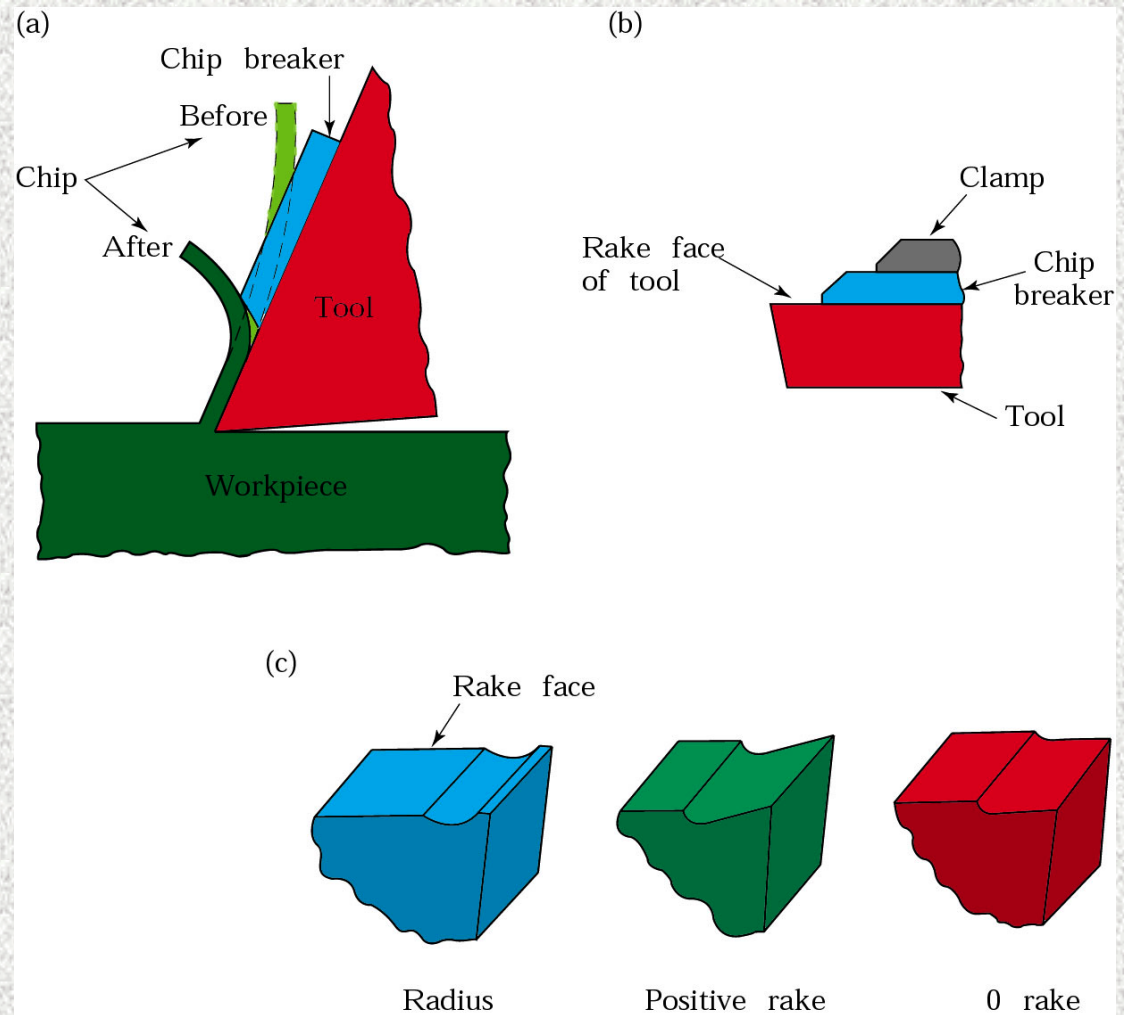 (a)
Chip breaker
Before
Chip
After
Tool
Workpiece
(b)
Clamp
Rake face
of tool
Chip
breaker
Tool
(c)
Rake face
Radius
Positive rake
0 rake